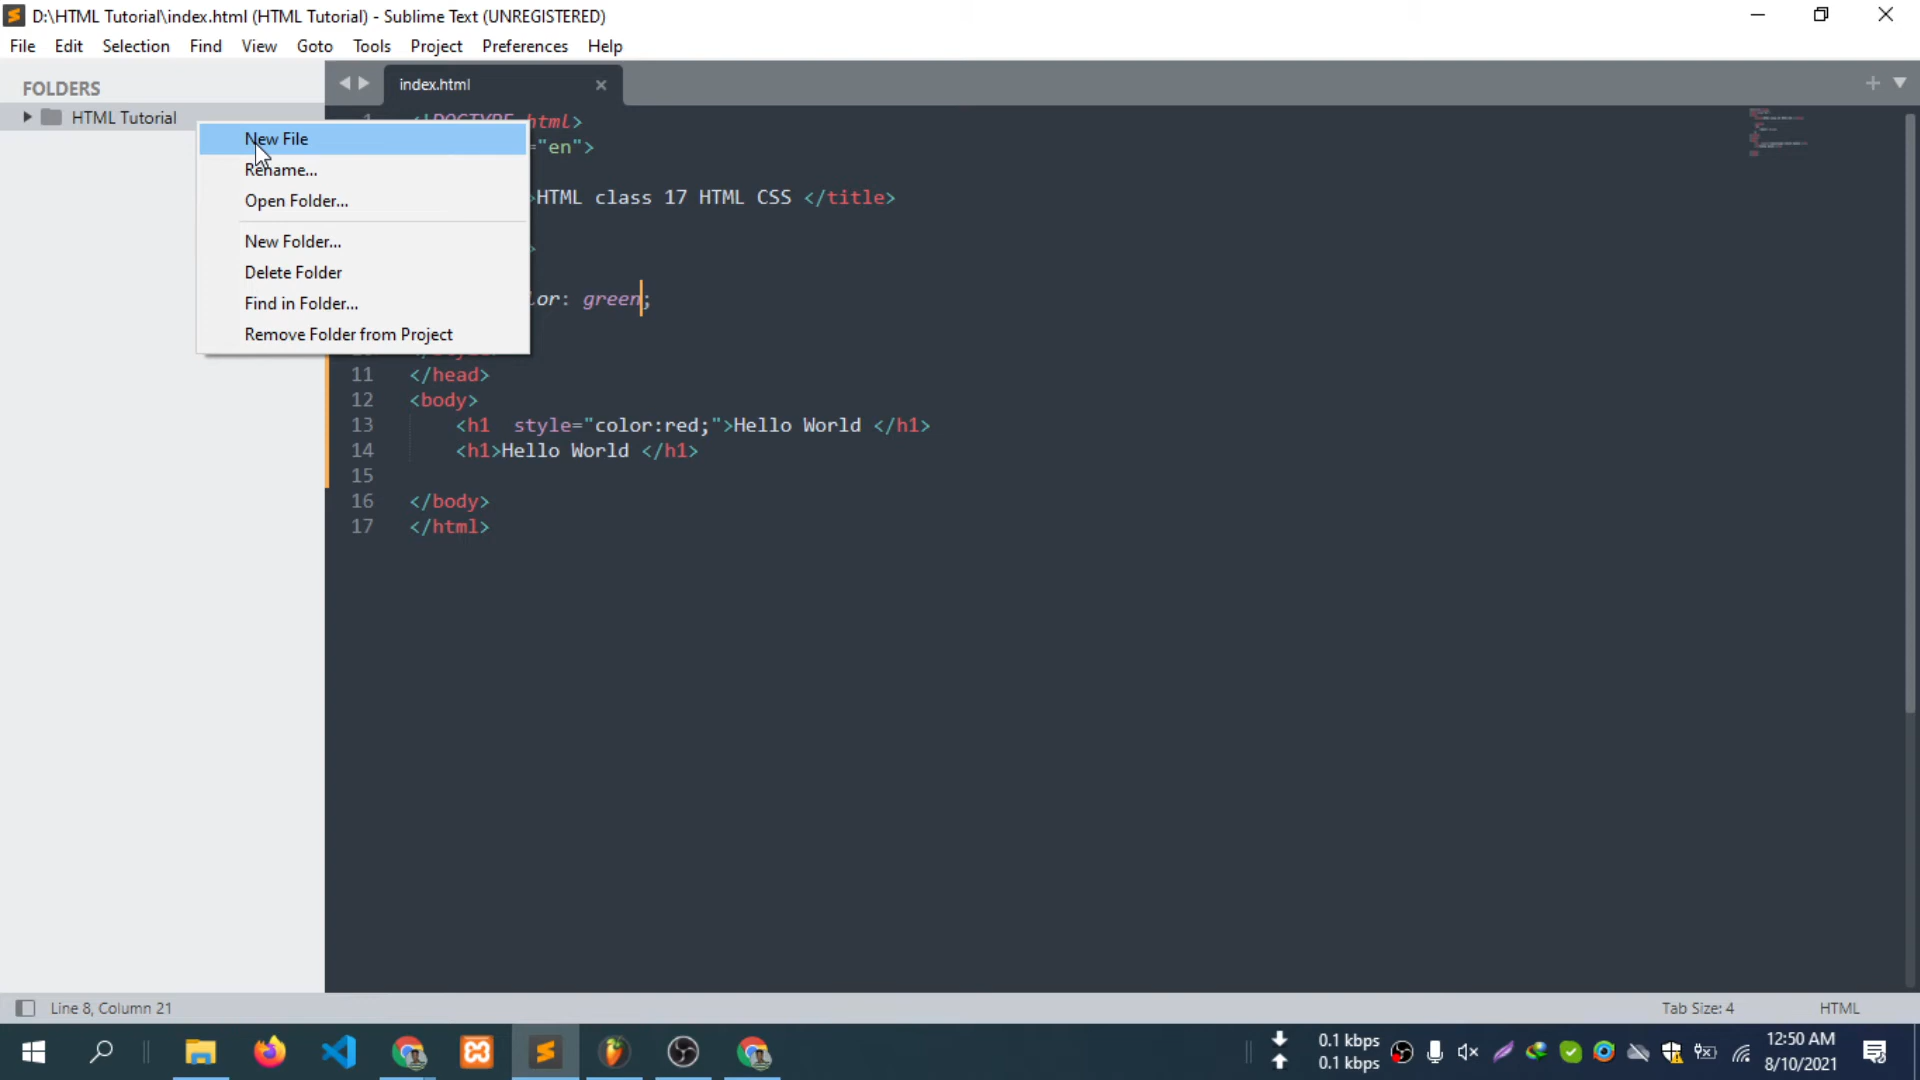 D:\HTML Tutorial\index.html (HTML Tutorial) - Sublime Text (UNREGISTERED)
File Edit Selection Find View Goto Tools Project Preferences Help
FOLDERS
HTML Tutorial
index.html
New File
Rename...
Open Folder...
New Folder...
Delete Folder
Find in Folder...
Remove Folder from Project
html>
="en">
>HTML class 17 HTML CSS </title>
>
lor: green;
11 </head>
12 <body>
13 <h1 style="color:red;">Hello World </h1>
14 <h1>Hello World </h1>
15
16 </body>
17 </html>
Line 8, Column 21
Tab Size: 4
HTML
0.1 kbps
0.1 kbps
12:50 AM
8/10/2021